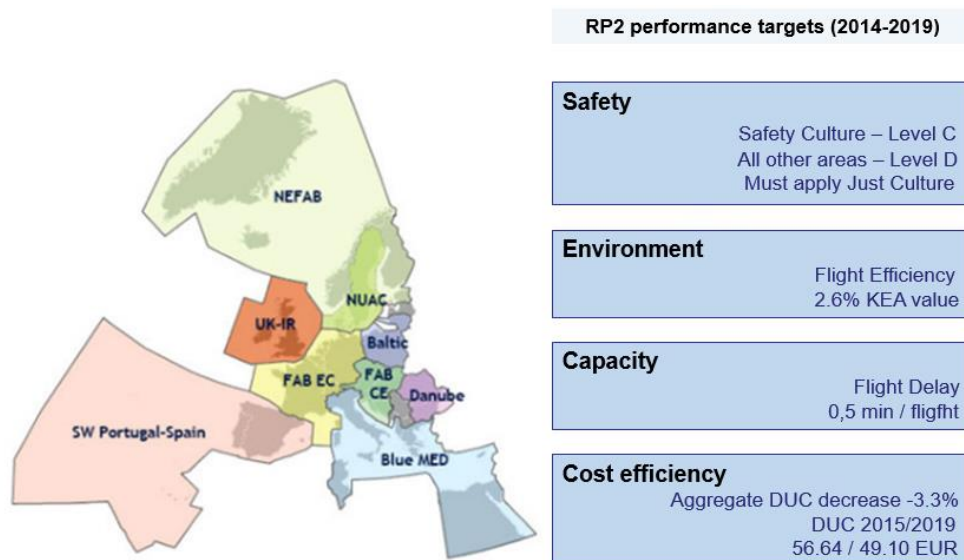 RP2 performance targets (2014-2019)
Safety
Safety Culture – Level C
All other areas – Level D
Must apply Just Culture
Environment
Flight Efficiency
2.6% KEA value
Capacity
Flight Delay
0,5 min / fligfht
Cost efficiency
Aggregate DUC decrease -3.3%
DUC 2015/2019
56.64 / 49.10 EUR
NEFAB
NUAC
UK-IR
Baltic
FAB EC
FAB
CE
Danube
SW Portugal-Spain
Blue MED